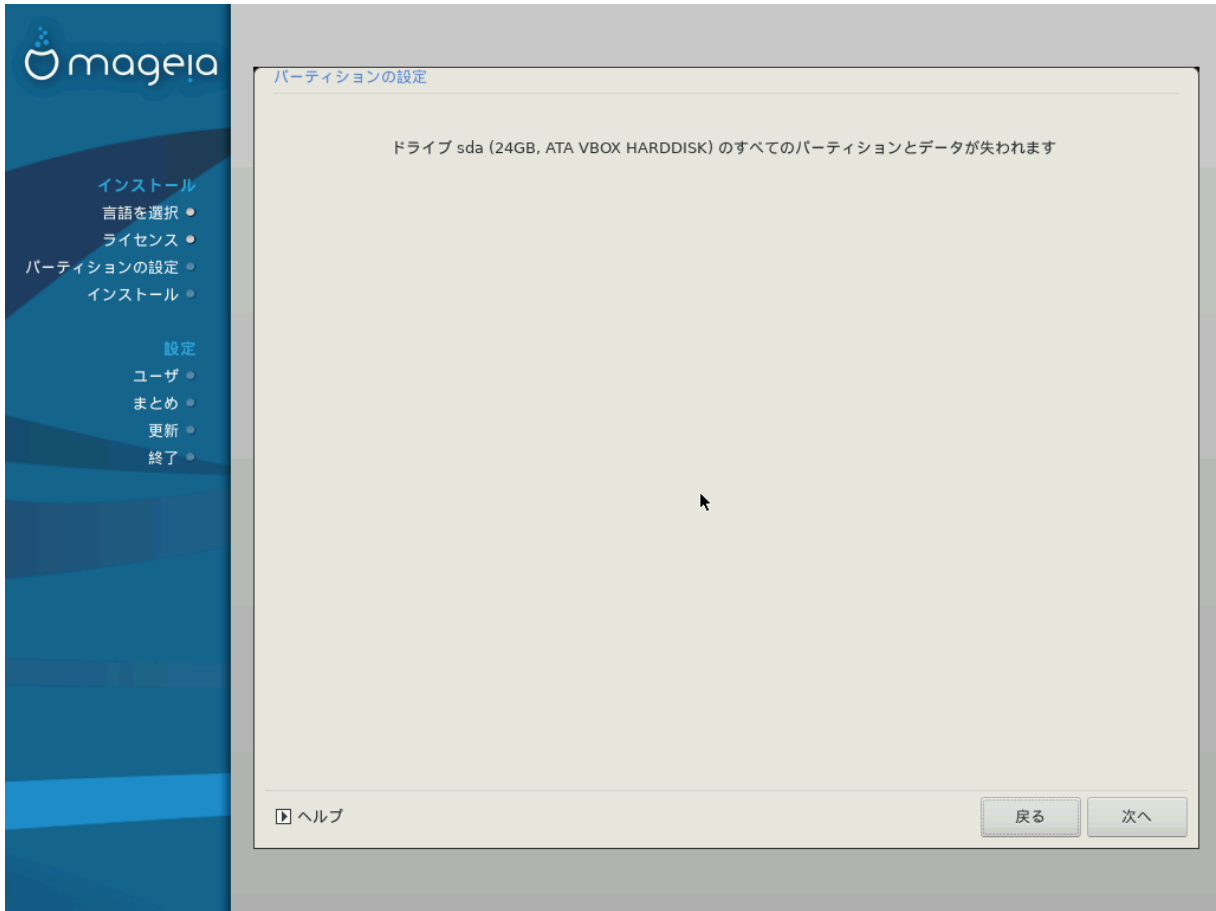 mageia
インストール
言語を選択
ライセンス
パーティションの設定
インストール
設定
ユーザ
まとめ
更新
終了
パーティションの設定
ドライブ sda (24GB, ATA VBOX HARDDISK) のすべてのパーティションとデータが失われます
ヘルプ
戻る
次へ